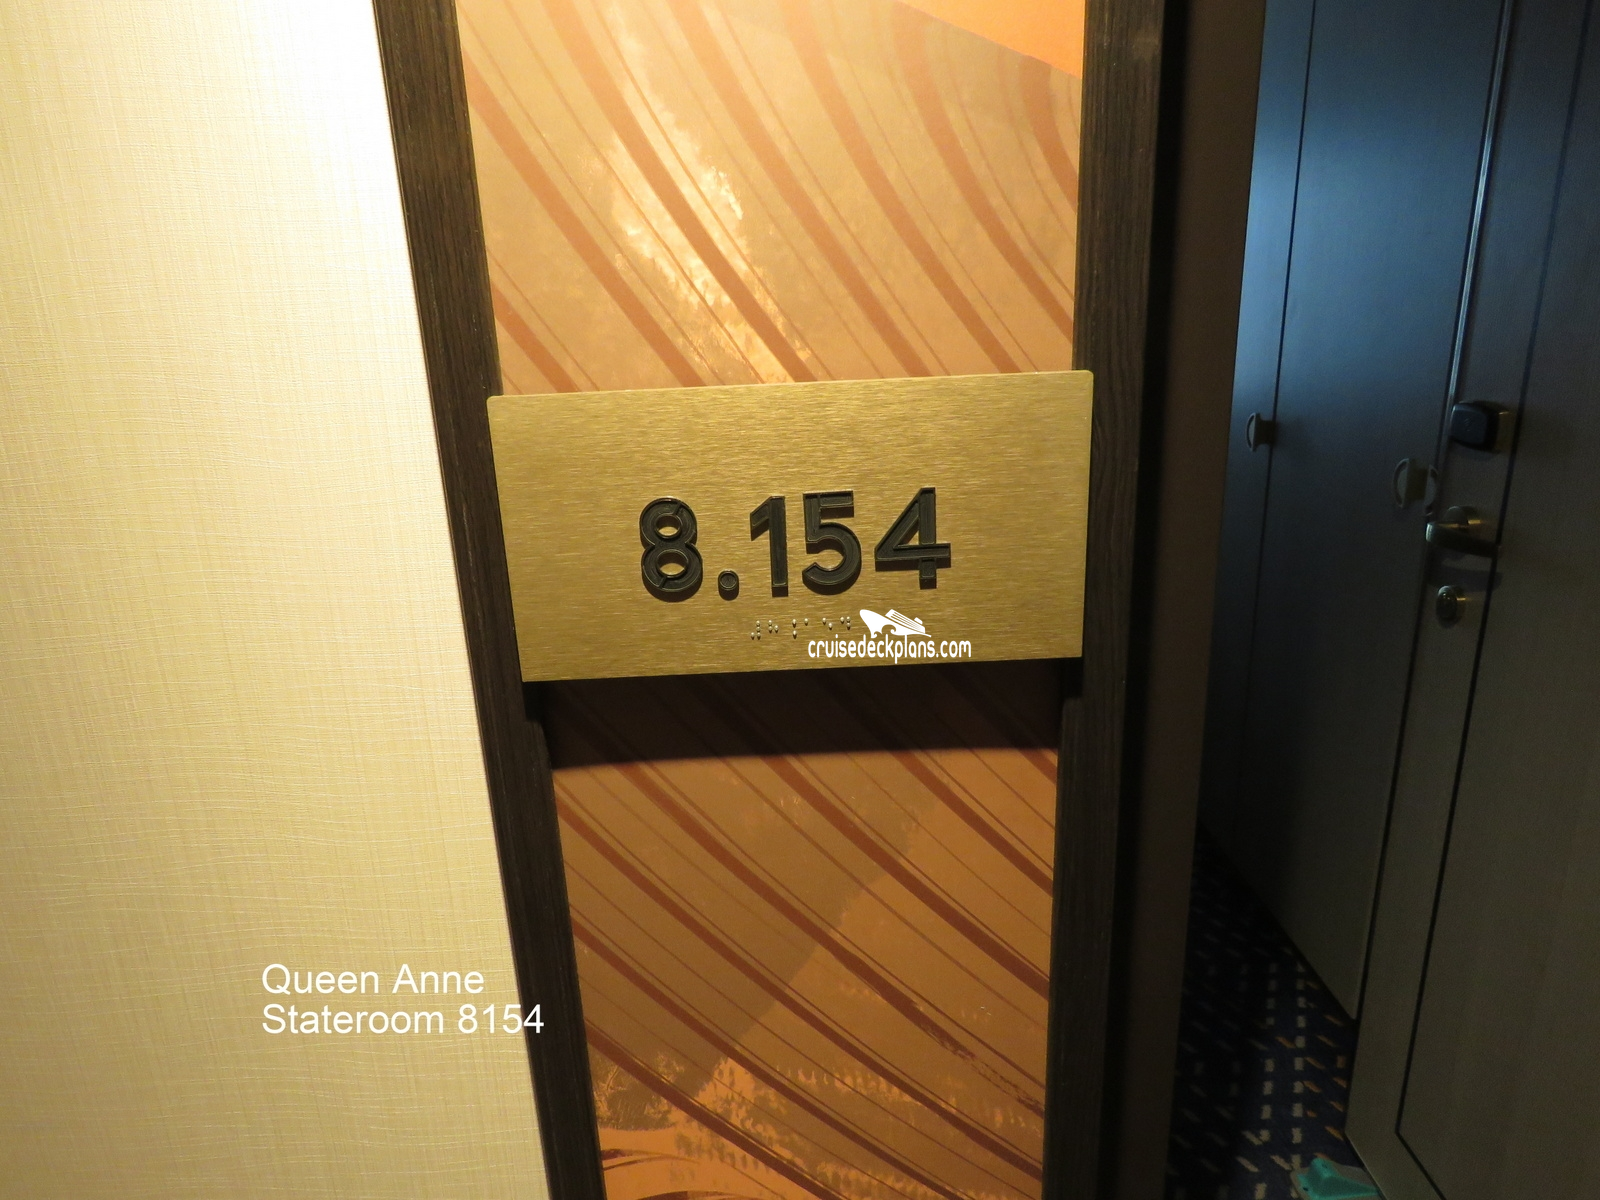 8.154
cruisedeckplans.com
Queen Anne
Stateroom 8154